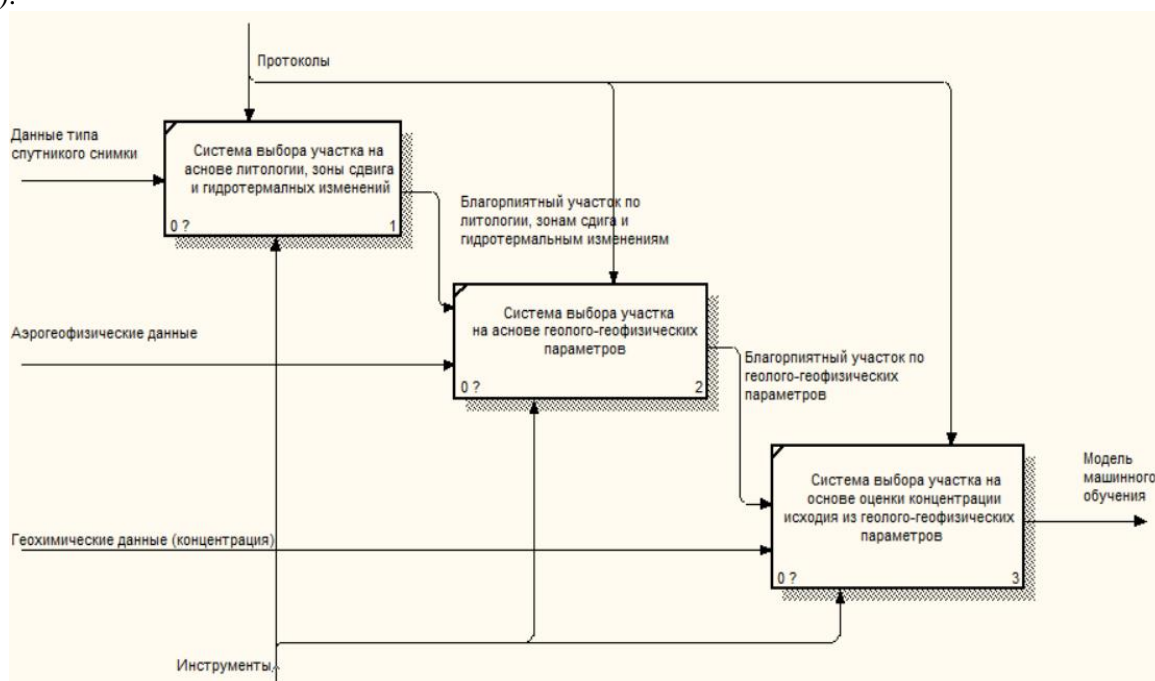 ).
Протоколы
Данные типа
спутникого снимки
Система выбора участка на
аснове литологии, зоны сдвига
и гидротермалных изменений
0 ?
1
Благорпиятный участок по
литологии, зонам сдига и
гидротермальным изменениям
Аэрогеофизические данные
Система выбора участка
на аснове геолого-геофизических
параметров
0 ?
2
Благорпиятный участок по
геолого-геофизических
параметров
Система выбора участка на
основе оценки концентрации
исходия из геолого-геофизических
параметров
0 ?
3
Модель
машинного
обучения
Геохимические данные (концентрация)
Инструменты